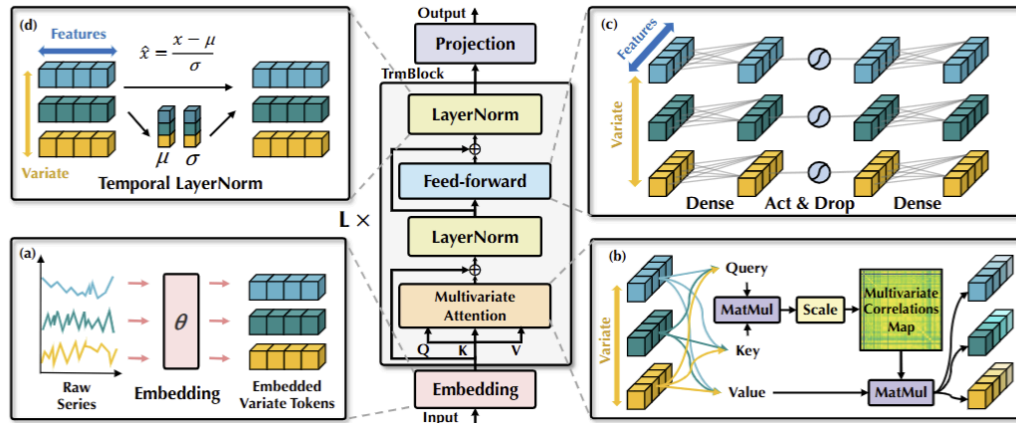 (d)
Features
x̂ = (x − μ) / σ
μ σ
Variate
Temporal LayerNorm
(a)
θ
Raw
Series
Embedding
Embedded
Variate Tokens
Output
Projection
TrmBlock
LayerNorm
Feed-forward
L ×
LayerNorm
Multivariate
Attention
Q K V
Embedding
Input
(c)
Features
Variate
Dense Act & Drop Dense
(b)
Variate
Query
MatMul
Scale
Key
Value
Multivariate
Correlations
Map
MatMul